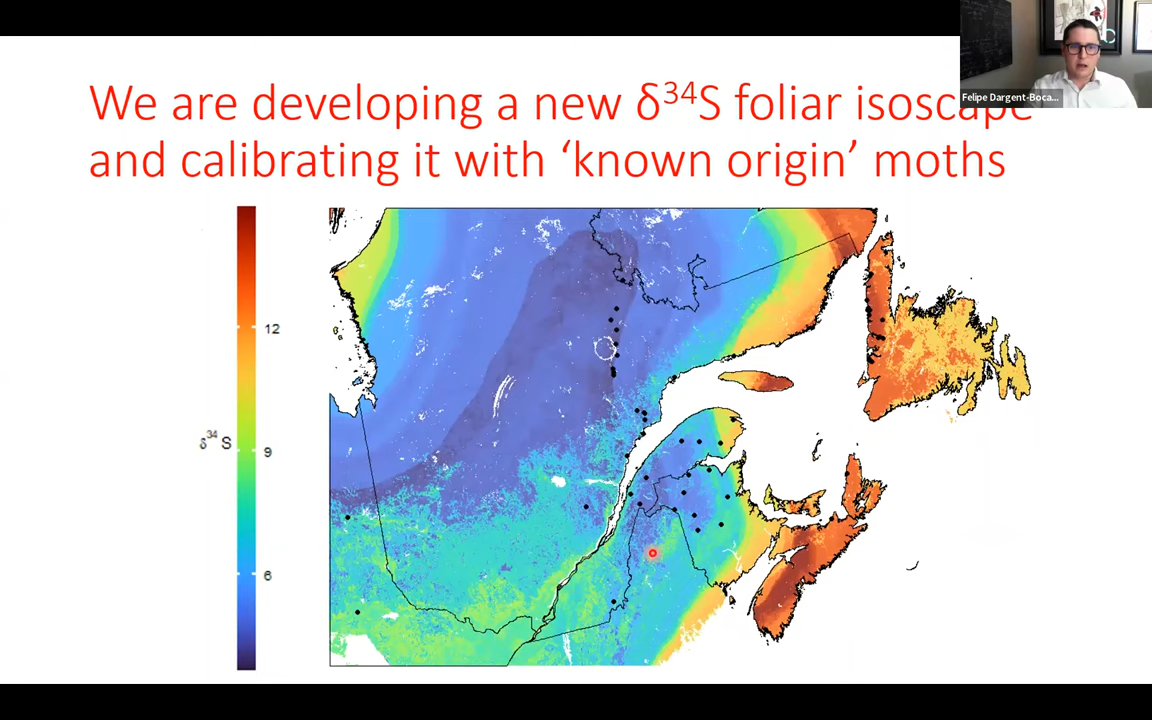 We are developing a new δ³⁴S foliar isoscape
and calibrating it with ‘known origin’ moths
Felipe Dargent-Boca...
12
δ³⁴S
9
6